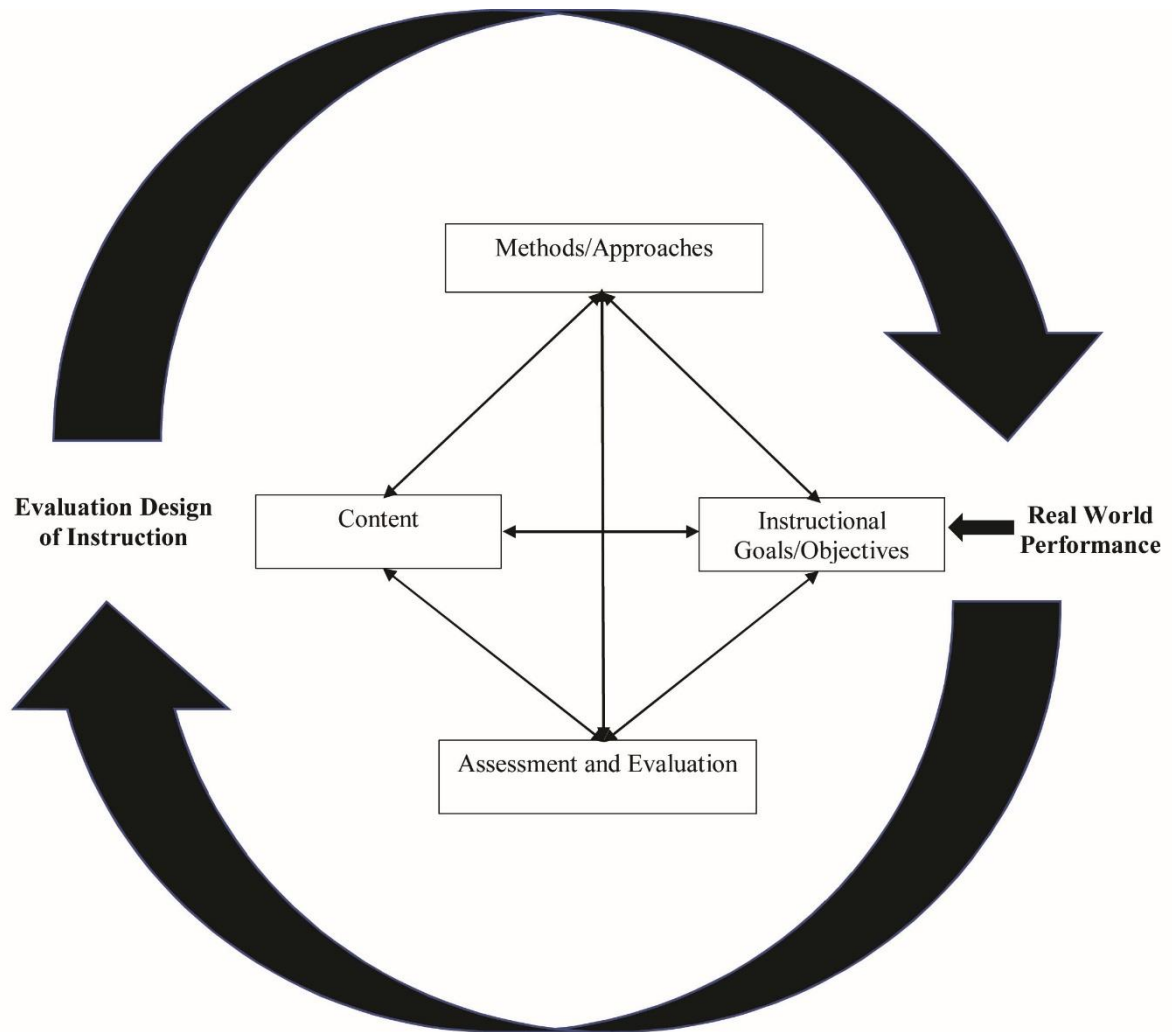 Methods/Approaches
Evaluation Design
of Instruction
Content
Instructional
Goals/Objectives
Real World
Performance
Assessment and Evaluation